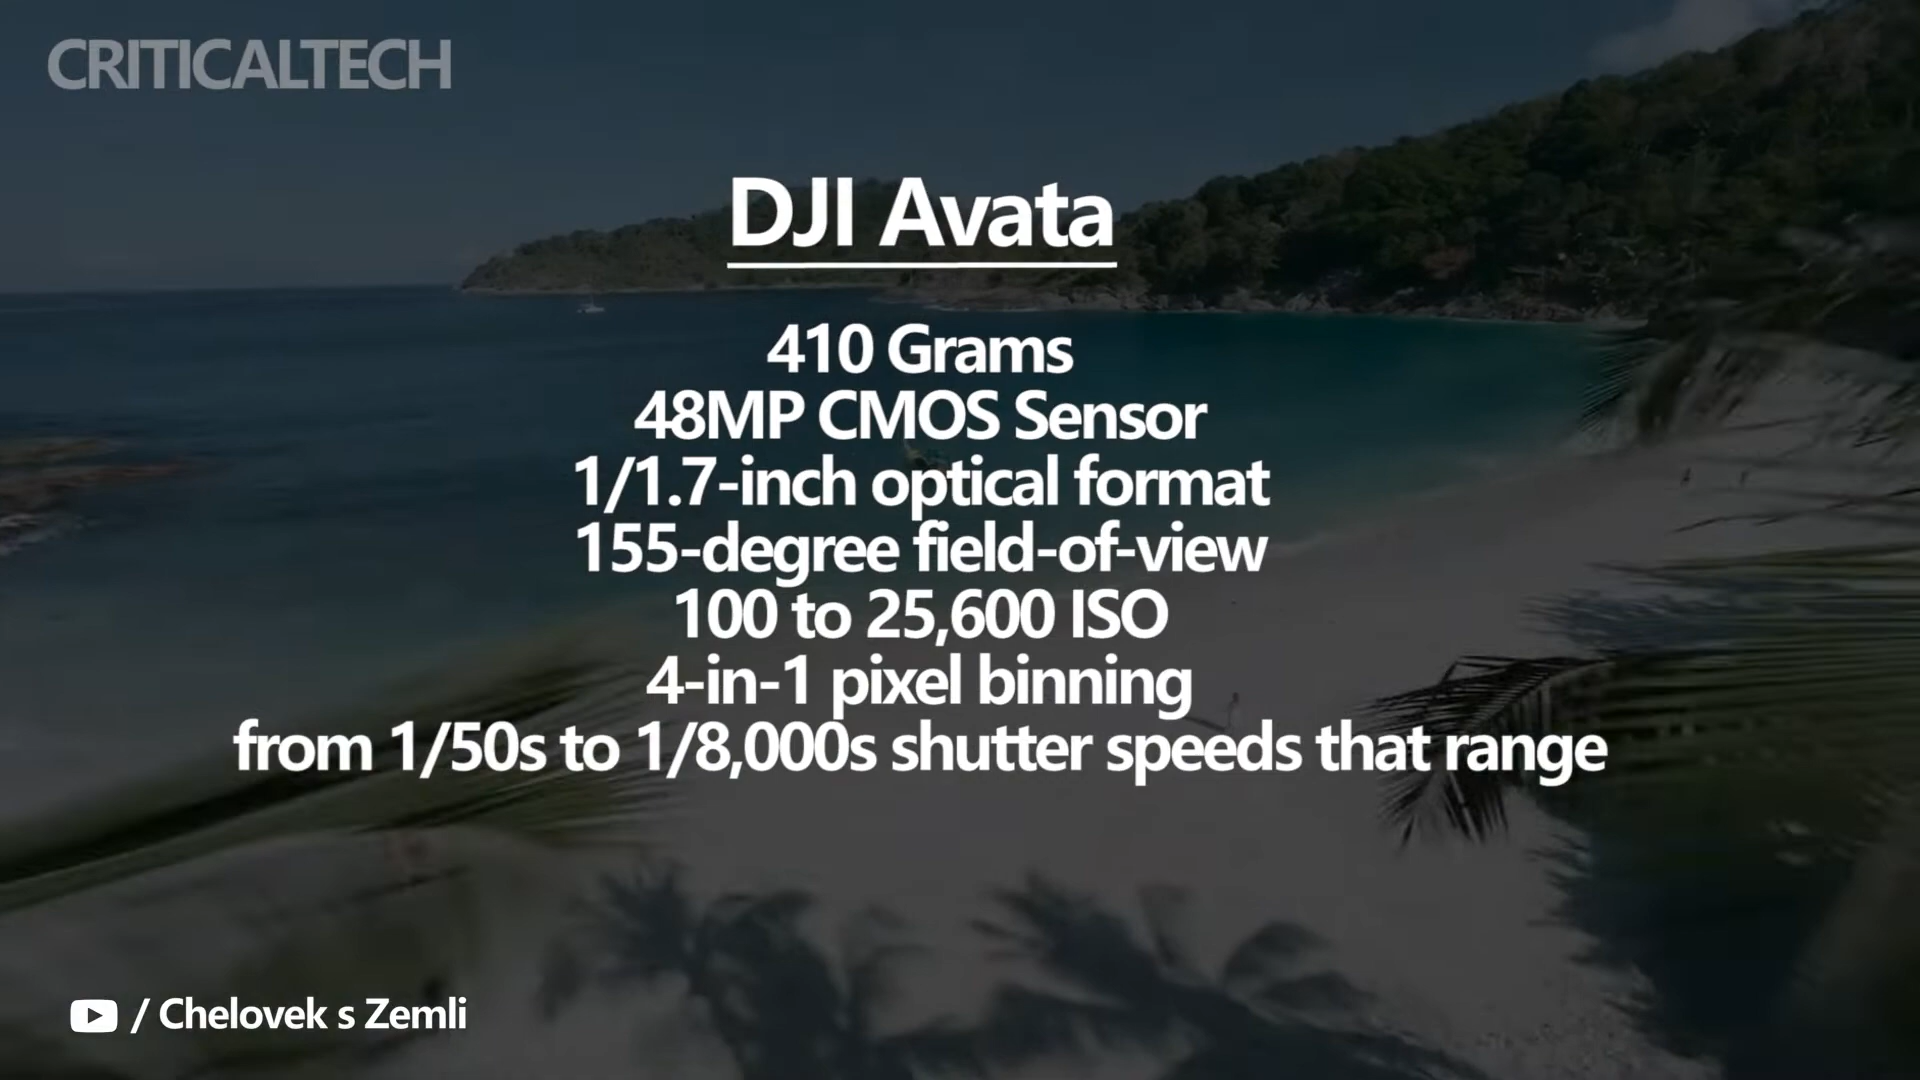 CRITICALTECH
DJI Avata
410 Grams
48MP CMOS Sensor
1/1.7-inch optical format
155-degree field-of-view
100 to 25,600 ISO
4-in-1 pixel binning
from 1/50s to 1/8,000s shutter speeds that range
/ Chelovek s Zemli